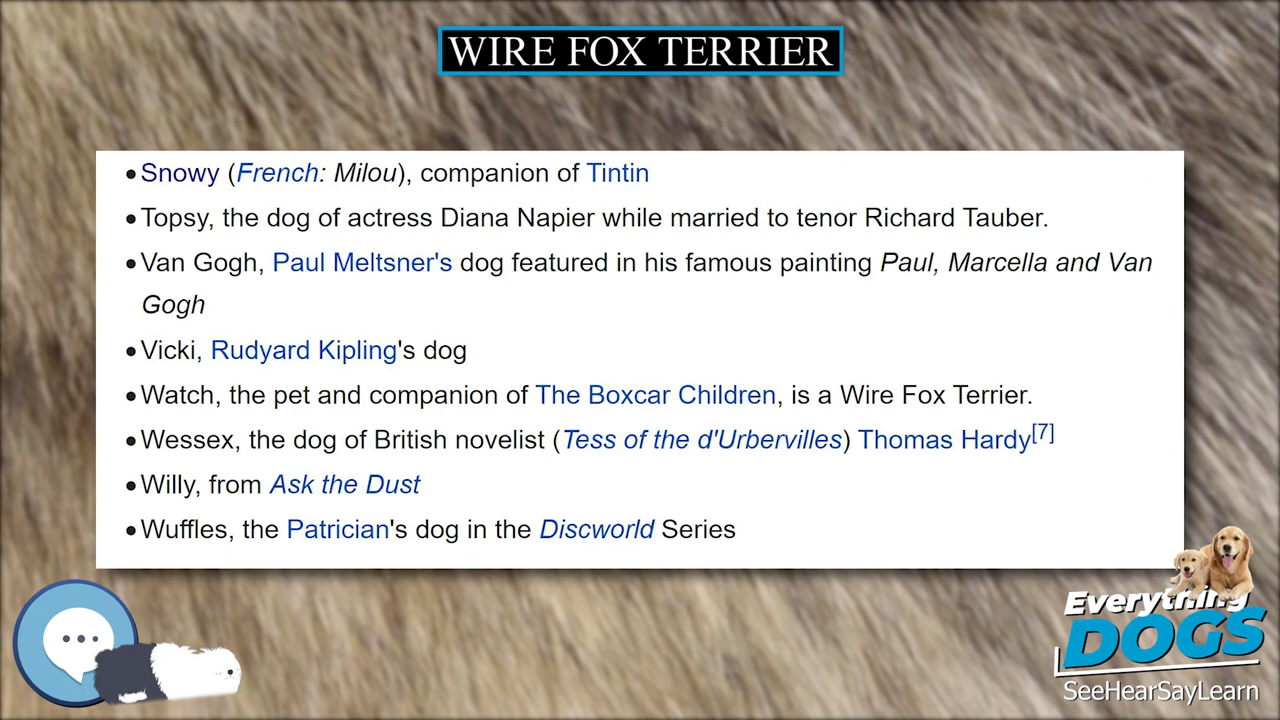 WIRE FOX TERRIER
• Snowy (French: Milou), companion of Tintin
• Topsy, the dog of actress Diana Napier while married to tenor Richard Tauber.
• Van Gogh, Paul Meltsner's dog featured in his famous painting Paul, Marcella and Van
Gogh
• Vicki, Rudyard Kipling's dog
• Watch, the pet and companion of The Boxcar Children, is a Wire Fox Terrier.
• Wessex, the dog of British novelist (Tess of the d'Urbervilles) Thomas Hardy[7]
• Willy, from Ask the Dust
• Wuffles, the Patrician's dog in the Discworld Series
Everything
DOGS
SeeHearSayLearn